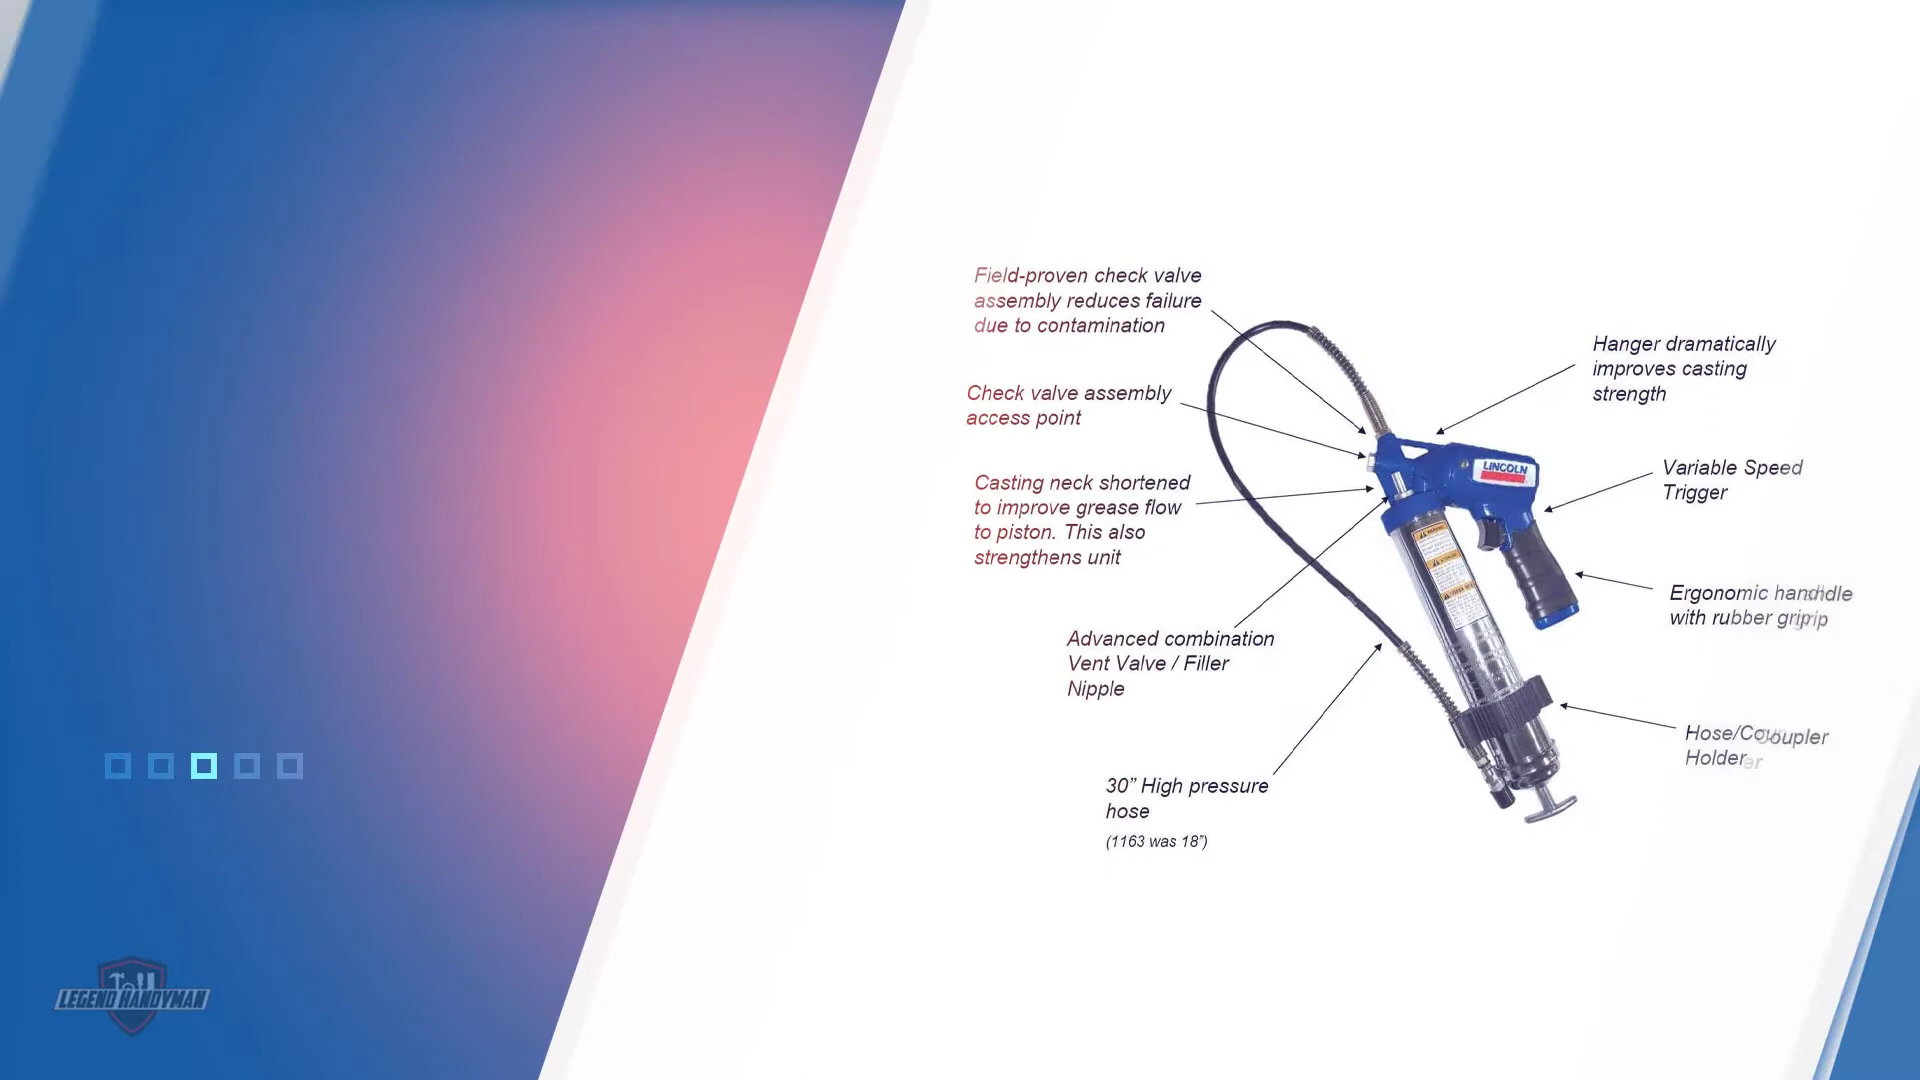 Field-proven check valve
assembly reduces failure
due to contamination
Check valve assembly
access point
Casting neck shortened
to improve grease flow
to piston. This also
strengthens unit
Advanced combination
Vent Valve / Filler
Nipple
30” High pressure
hose
(1163 was 18”)
Hanger dramatically
improves casting
strength
Variable Speed
Trigger
Ergonomic handle
with rubber grip
Hose/Coupler
Holder
LINCOLN
LEGEND HANDYMAN